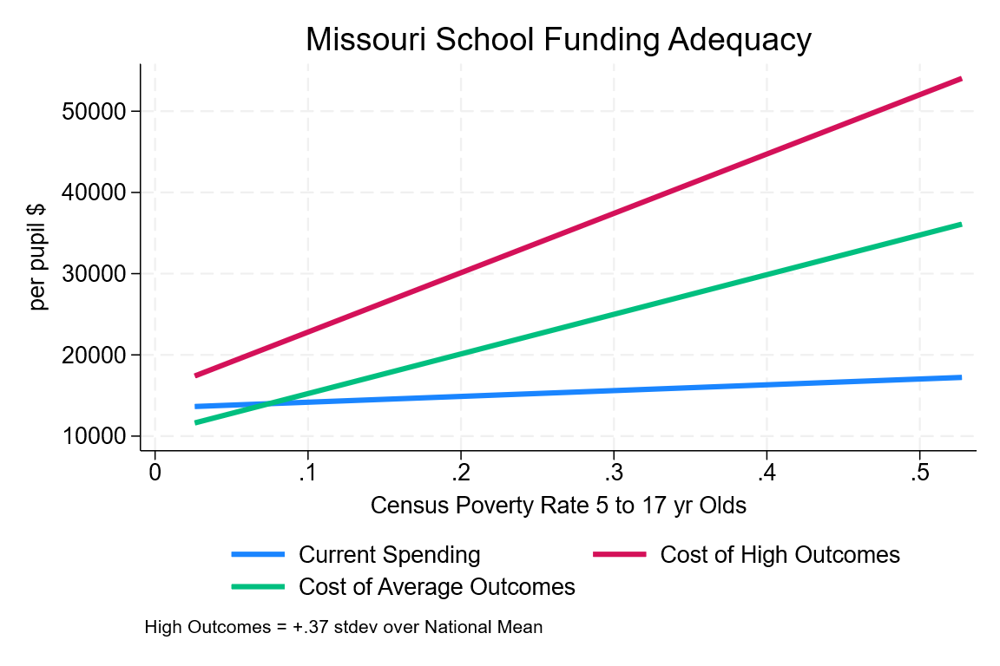 Missouri School Funding Adequacy
per pupil $
50000
40000
30000
20000
10000
0 .1 .2 .3 .4 .5
Census Poverty Rate 5 to 17 yr Olds
Current Spending Cost of High Outcomes
Cost of Average Outcomes
High Outcomes = +.37 stdev over National Mean